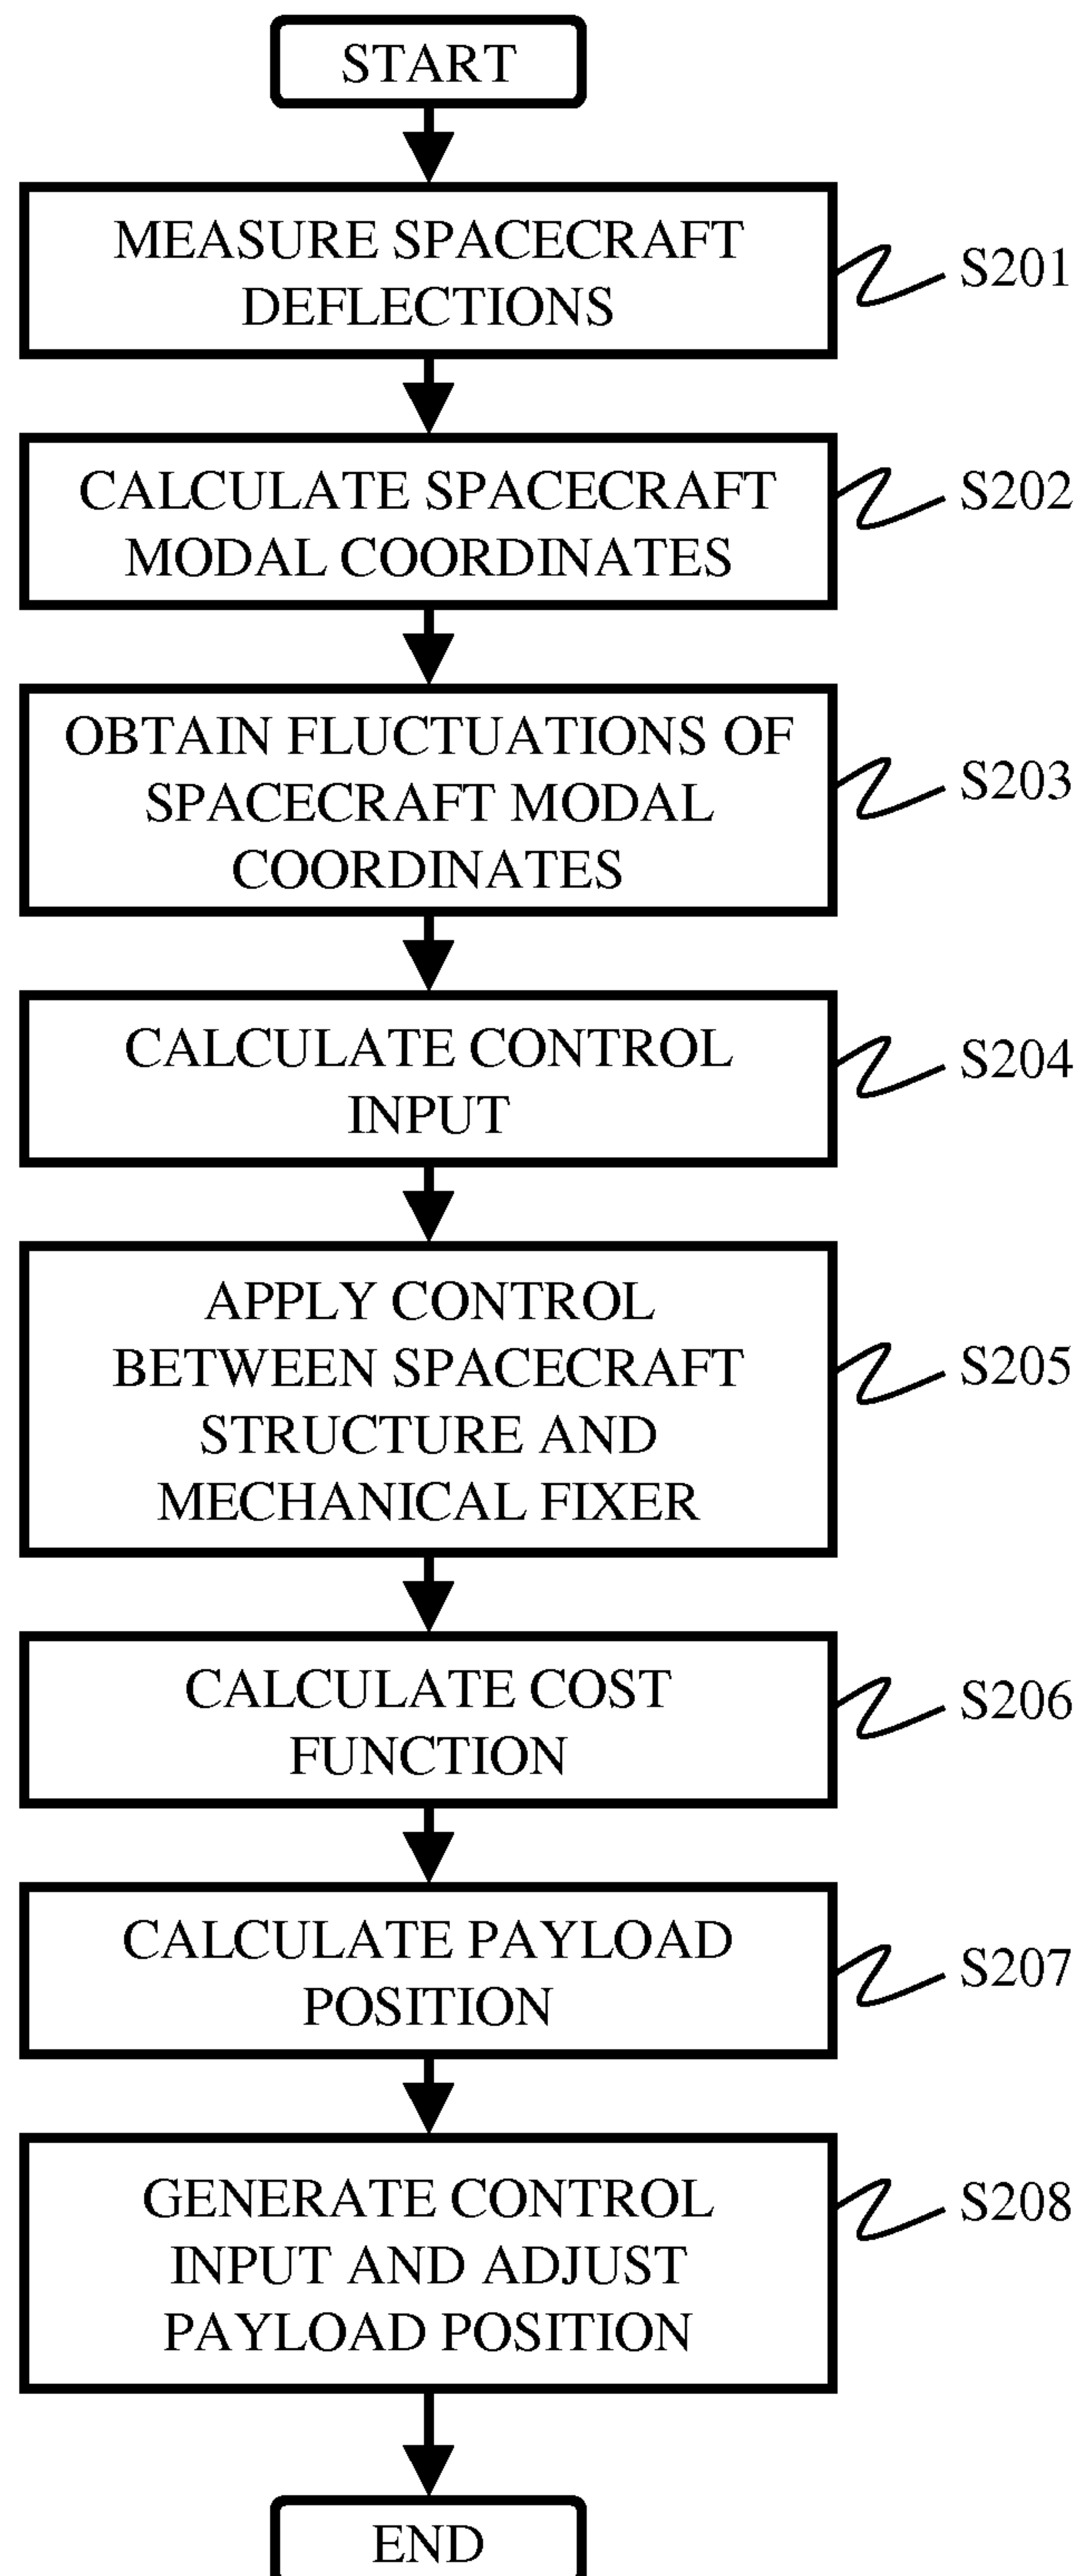 START
MEASURE SPACECRAFT
DEFLECTIONS
S201
CALCULATE SPACECRAFT
MODAL COORDINATES
S202
OBTAIN FLUCTUATIONS OF
SPACECRAFT MODAL
COORDINATES
S203
CALCULATE CONTROL
INPUT
S204
APPLY CONTROL
BETWEEN SPACECRAFT
STRUCTURE AND
MECHANICAL FIXER
S205
CALCULATE COST
FUNCTION
S206
CALCULATE PAYLOAD
POSITION
S207
GENERATE CONTROL
INPUT AND ADJUST
PAYLOAD POSITION
S208
END